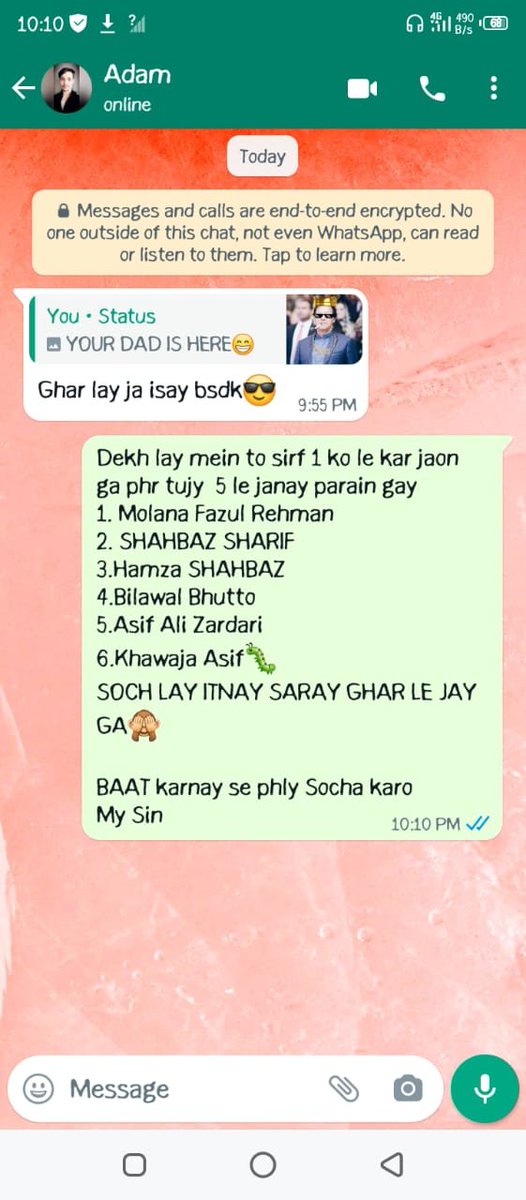 10:10
4G
490
B/s
68
Adam
online
Today
Messages and calls are end-to-end encrypted. No
one outside of this chat, not even WhatsApp, can read
or listen to them. Tap to learn more.
You • Status
YOUR DAD IS HERE😁
Ghar lay ja isay bsdk😎
9:55 PM
Dekh lay mein to sirf 1 ko le kar jaon
ga phr tujy 5 le janay parain gay
1. Molana Fazul Rehman
2. SHAHBAZ SHARIF
3.Hamza SHAHBAZ
4.Bilawal Bhutto
5.Asif Ali Zardari
6.Khawaja Asif🐛
SOCH LAY ITNAY SARAY GHAR LE JAY
GA🙈
BAAT karnay se phly Socha karo
My Sin
10:10 PM
Message